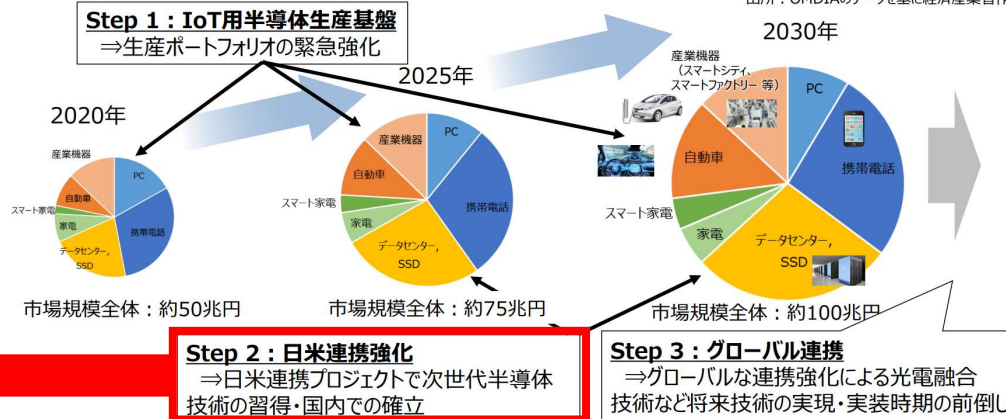 出所：OMDIAのデータを基に経済産業省作
Step 1：IoT用半導体生産基盤
⇒生産ポートフォリオの緊急強化
2020年
産業機器
PC
自動車
スマート家電
家電
携帯電話
データセンター,
SSD
市場規模全体：約50兆円
2025年
産業機器
PC
自動車
スマート家電
家電
携帯電話
データセンター,
SSD
市場規模全体：約75兆円
2030年
産業機器
（スマートシティ、
スマートファクトリー 等）
PC
自動車
携帯電話
スマート家電
家電
データセンター,
SSD
市場規模全体：約100兆円
Step 2：日米連携強化
⇒日米連携プロジェクトで次世代半導体
技術の習得・国内での確立
Step 3：グローバル連携
⇒グローバルな連携強化による光電融合
技術など将来技術の実現・実装時期の前倒し